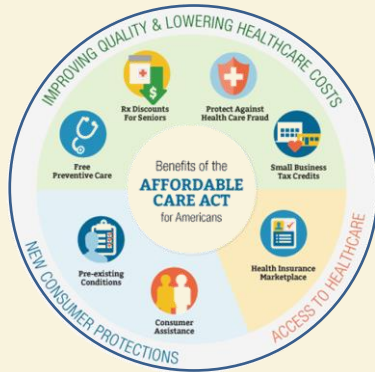 IMPROVING QUALITY & LOWERING HEALTHCARE COSTS
Rx Discounts
For Seniors
Protect Against
Health Care Fraud
Free
Preventive Care
Small Business
Tax Credits
Benefits of the
AFFORDABLE
CARE ACT
for Americans
Pre-existing
Conditions
Consumer
Assistance
Health Insurance
Marketplace
NEW CONSUMER PROTECTIONS
ACCESS TO HEALTHCARE